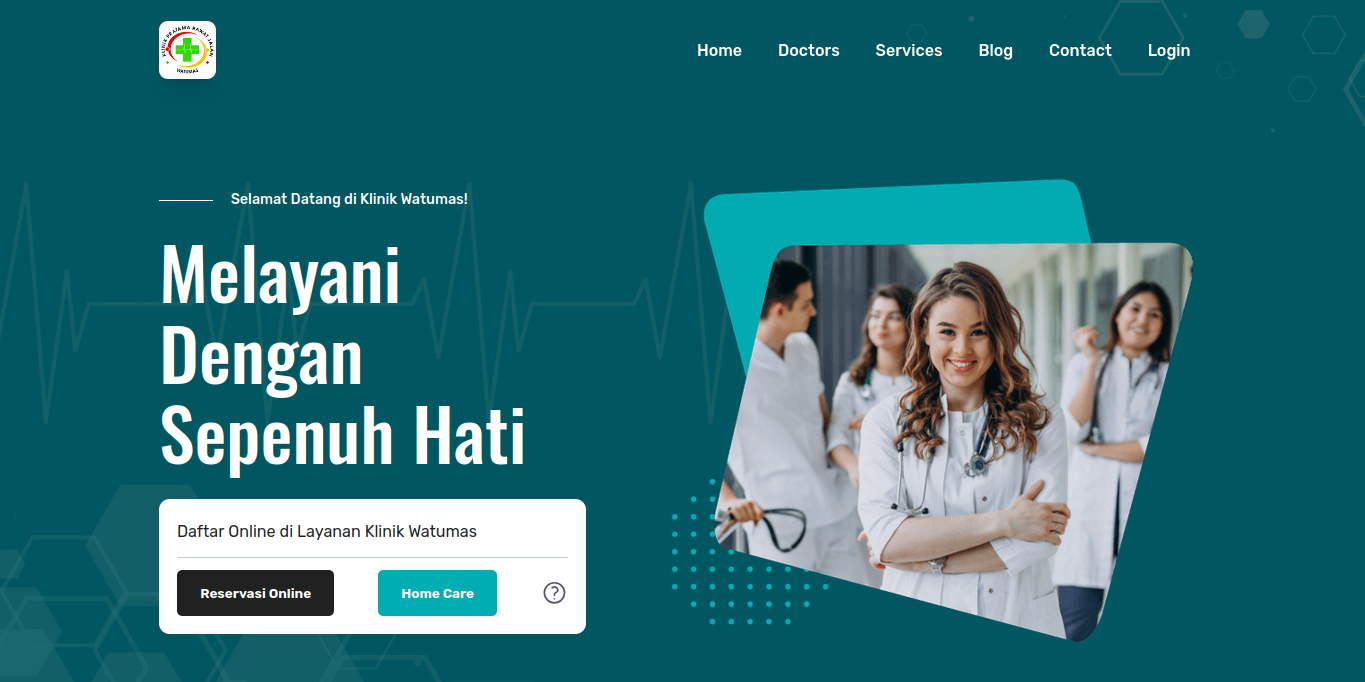 KLINIK PRATAMA RAWAT JALAN
WATUMAS
Home Doctors Services Blog Contact Login
Selamat Datang di Klinik Watumas!
Melayani
Dengan
Sepenuh Hati
Daftar Online di Layanan Klinik Watumas
Reservasi Online Home Care ?